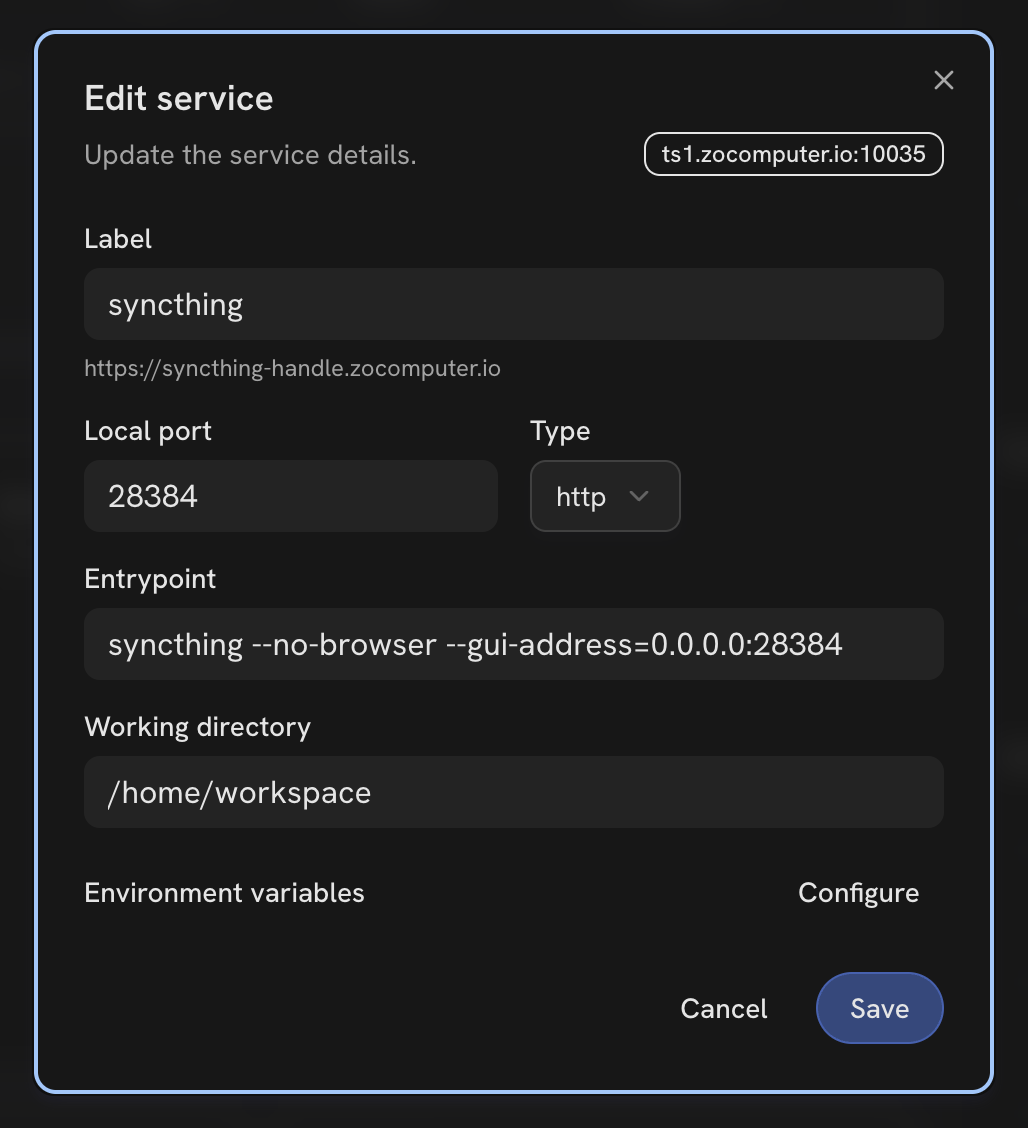 Edit service
Update the service details.
ts1.zocomputer.io:10035
Label
syncthing
https://syncthing-handle.zocomputer.io
Local port
Type
28384
http
Entrypoint
syncthing --no-browser --gui-address=0.0.0.0:28384
Working directory
/home/workspace
Environment variables
Configure
Cancel
Save